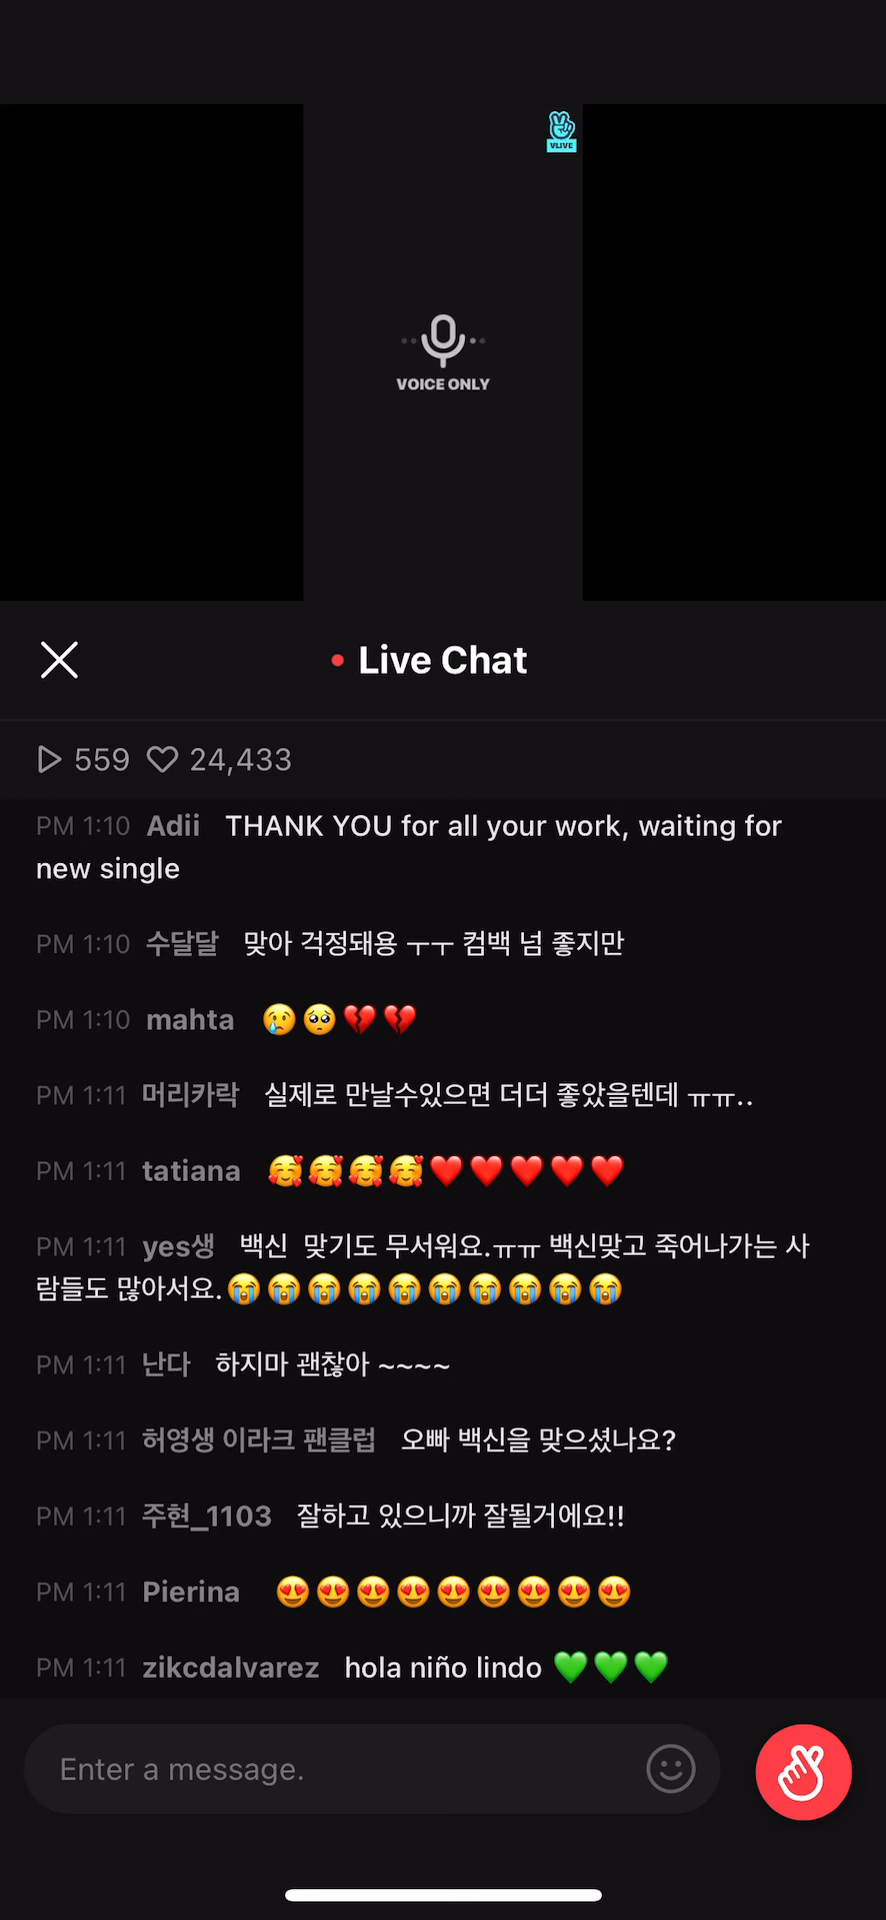 VLIVE
VOICE ONLY
Live Chat
559 24,433
PM 1:10 Adii THANK YOU for all your work, waiting for
new single
PM 1:10 수달달 맞아 걱정돼용 ㅜㅜ 컴백 넘 좋지만
PM 1:10 mahta 😢🥺💔💔
PM 1:11 머리카락 실제로 만날수있으면 더더 좋았을텐데 ㅠㅠ..
PM 1:11 tatiana 🥰🥰🥰🥰❤️❤️❤️❤️❤️
PM 1:11 yes생 백신 맞기도 무서워요.ㅠㅠ 백신맞고 죽어나가는 사
람들도 많아서요.😭😭😭😭😭😭😭😭😭😭
PM 1:11 난다 하지마 괜찮아 ~~~~
PM 1:11 허영생 이라크 팬클럽 오빠 백신을 맞으셨나요?
PM 1:11 주현_1103 잘하고 있으니까 잘될거에요!!
PM 1:11 Pierina 😍😍😍😍😍😍😍😍😍
PM 1:11 zikcdalvarez hola niño lindo 💚💚💚
Enter a message.